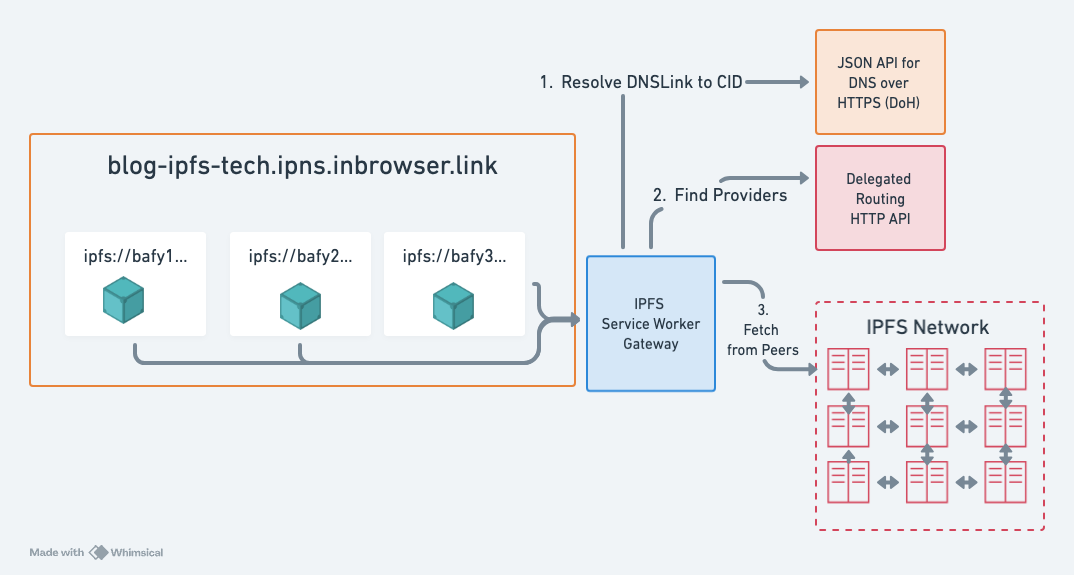 1. Resolve DNSLink to CID
JSON API for
DNS over
HTTPS (DoH)
blog-ipfs-tech.ipns.inbrowser.link
2. Find Providers
Delegated
Routing
HTTP API
ipfs://bafy1...
ipfs://bafy2...
ipfs://bafy3...
IPFS
Service Worker
Gateway
3.
Fetch
from Peers
IPFS Network
Made with Whimsical